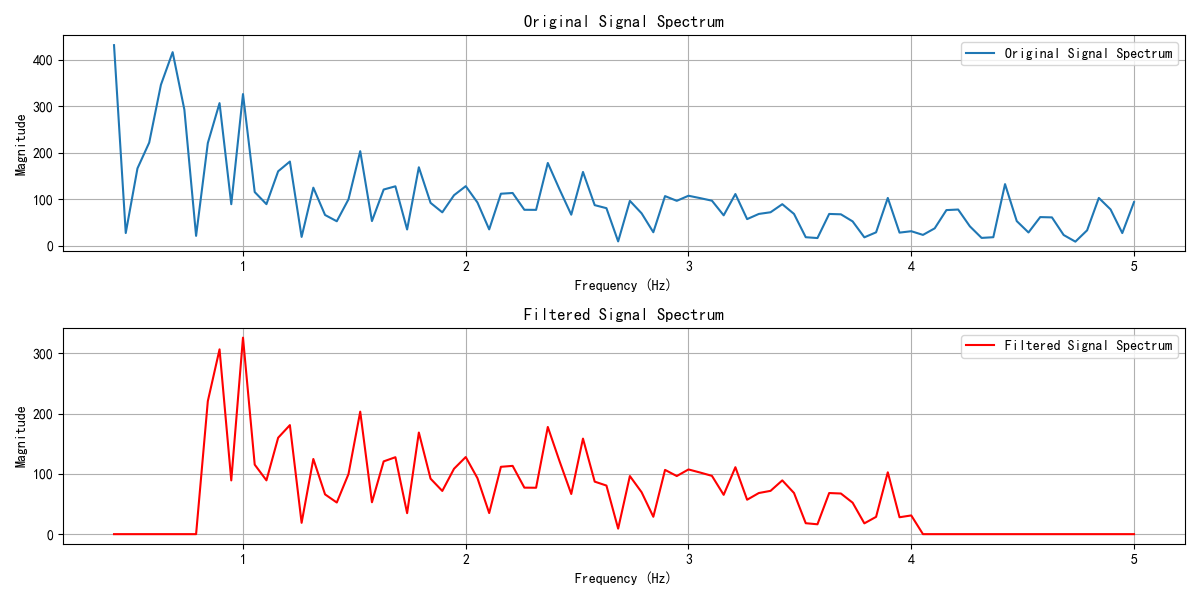 Original Signal Spectrum
Original Signal Spectrum
Magnitude
400
300
200
100
0
1 2 3 4 5
Frequency (Hz)
Filtered Signal Spectrum
Filtered Signal Spectrum
Magnitude
300
200
100
0
1 2 3 4 5
Frequency (Hz)